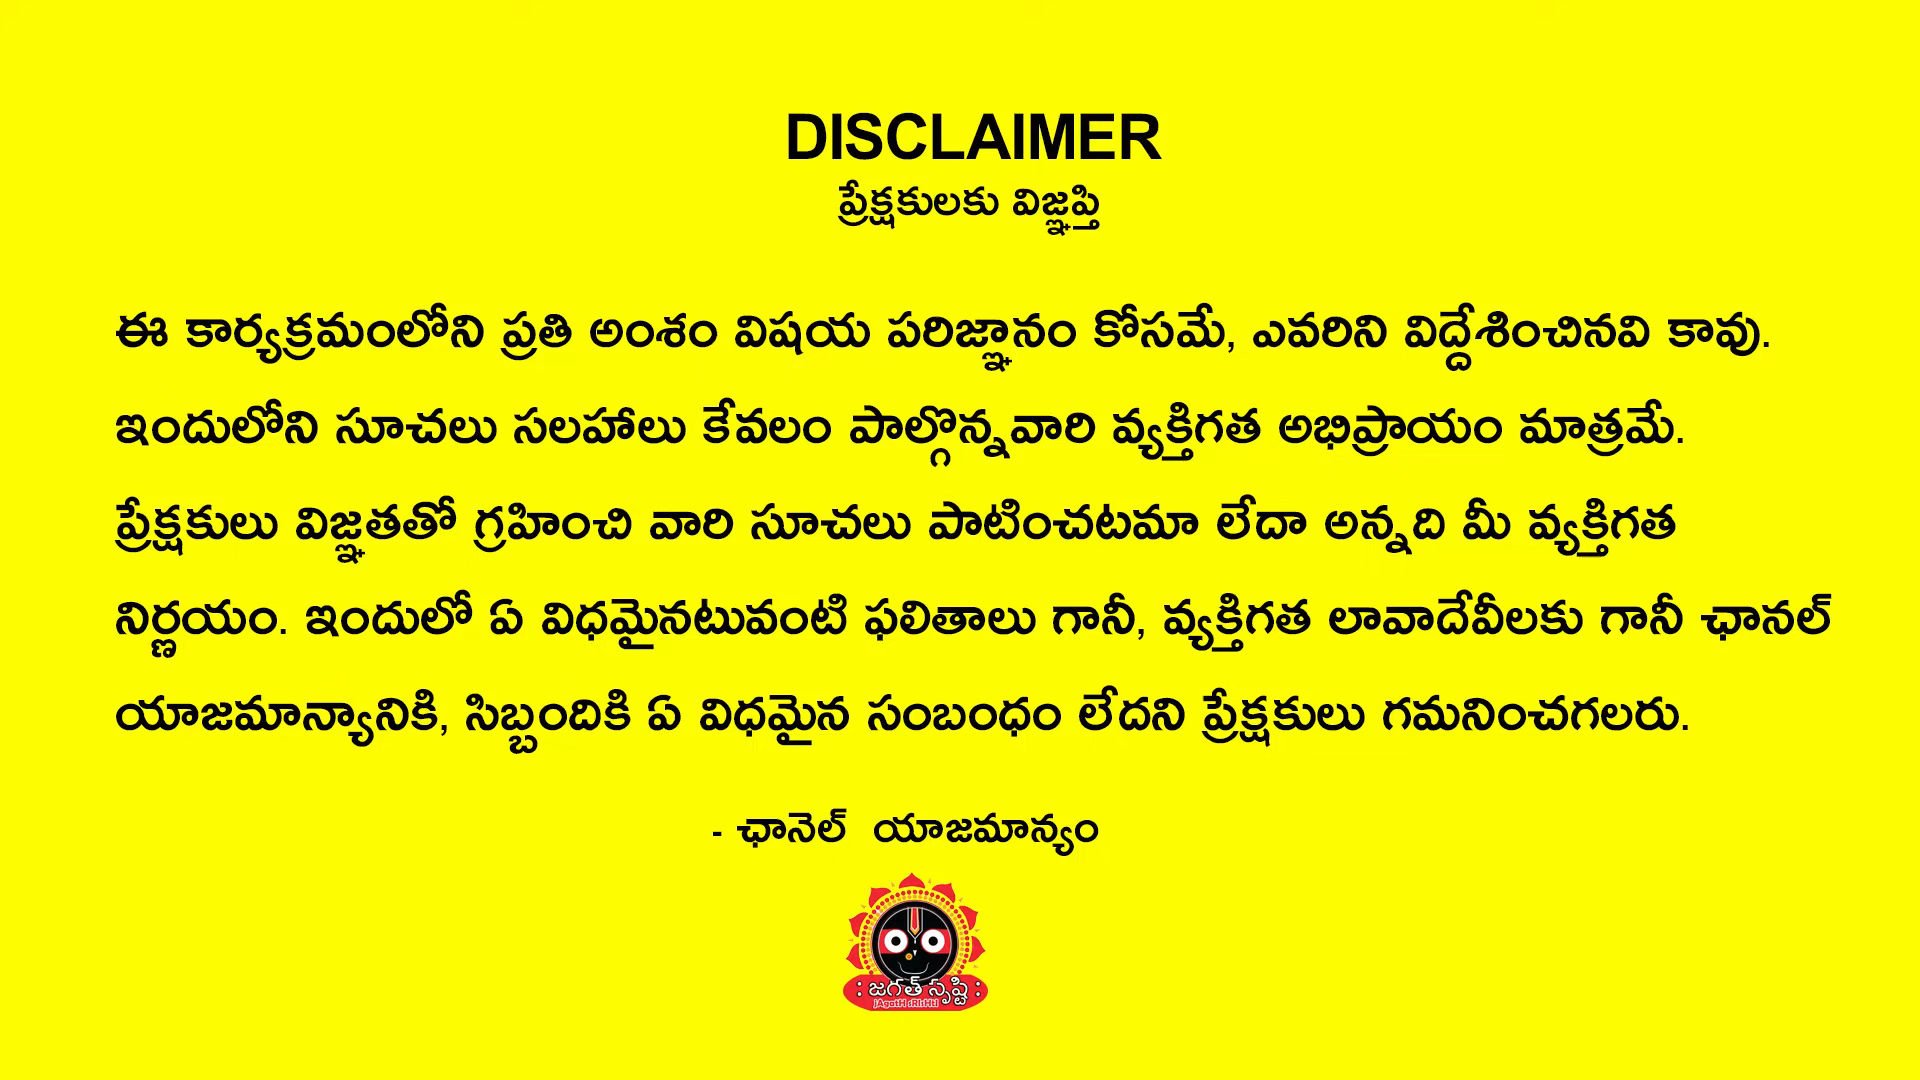 DISCLAIMER
ప్రేక్షకులకు విజ్ఞప్తి
ఈ కార్యక్రమంలోని ప్రతి అంశం విషయ పరిజ్ఞానం కోసమే, ఎవరిని విద్దేశించినవి కావు.
ఇందులోని సూచలు సలహాలు కేవలం పాల్గొన్నవారి వ్యక్తిగత అభిప్రాయం మాత్రమే.
ప్రేక్షకులు విజ్ఞతతో గ్రహించి వారి సూచలు పాటించటమా లేదా అన్నది మీ వ్యక్తిగత
నిర్ణయం. ఇందులో ఏ విధమైనటువంటి ఫలితాలు గానీ, వ్యక్తిగత లావాదేవీలకు గానీ ఛానల్
యాజమాన్యానికి, సిబ్బందికి ఏ విధమైన సంబంధం లేదని ప్రేక్షకులు గమనించగలరు.
- ఛానెల్ యాజమాన్యం
: జగత్ సృష్టి :
jAgatH sRIsHtI